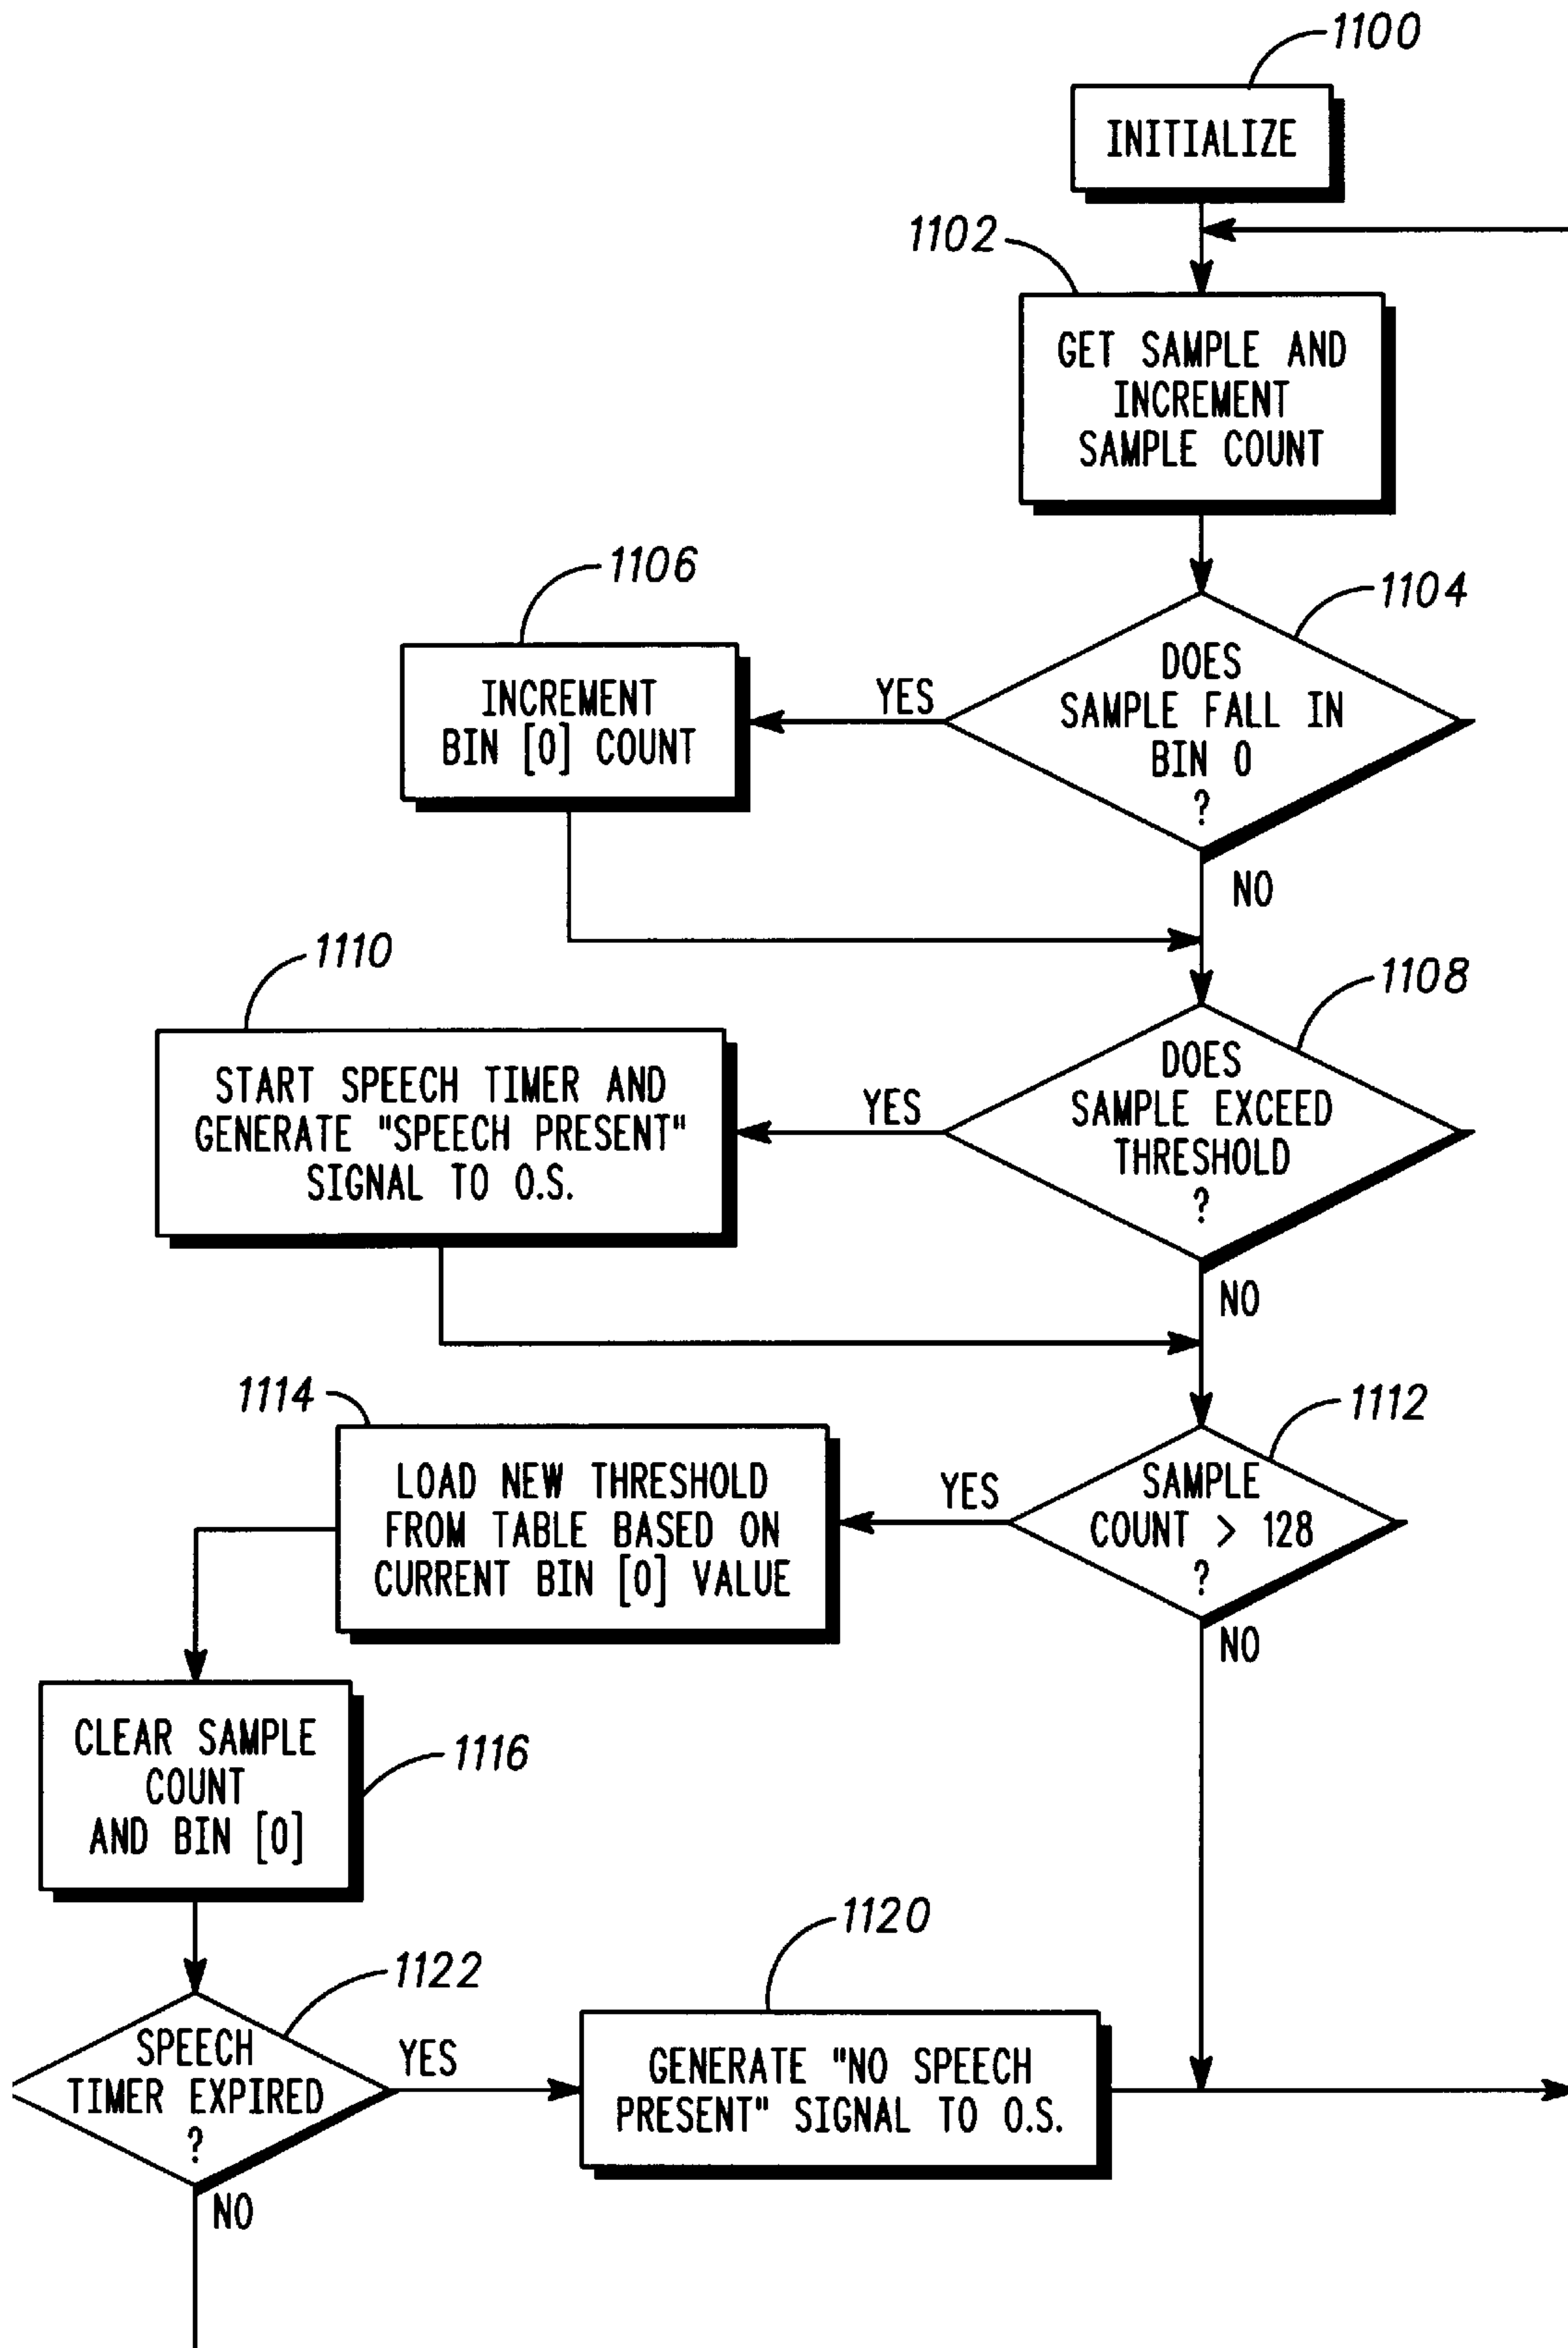 1100
INITIALIZE
1102
GET SAMPLE AND
INCREMENT
SAMPLE COUNT
1106
1104
INCREMENT
BIN [0] COUNT
YES
DOES
SAMPLE FALL IN
BIN 0
?
NO
1110
1108
START SPEECH TIMER AND
GENERATE "SPEECH PRESENT"
SIGNAL TO O.S.
YES
DOES
SAMPLE EXCEED
THRESHOLD
?
NO
1114
1112
LOAD NEW THRESHOLD
FROM TABLE BASED ON
CURRENT BIN [0] VALUE
YES
SAMPLE
COUNT > 128
?
NO
CLEAR SAMPLE
COUNT
AND BIN [0]
1116
1120
1122
SPEECH
TIMER EXPIRED
?
YES
GENERATE "NO SPEECH
PRESENT" SIGNAL TO O.S.
NO